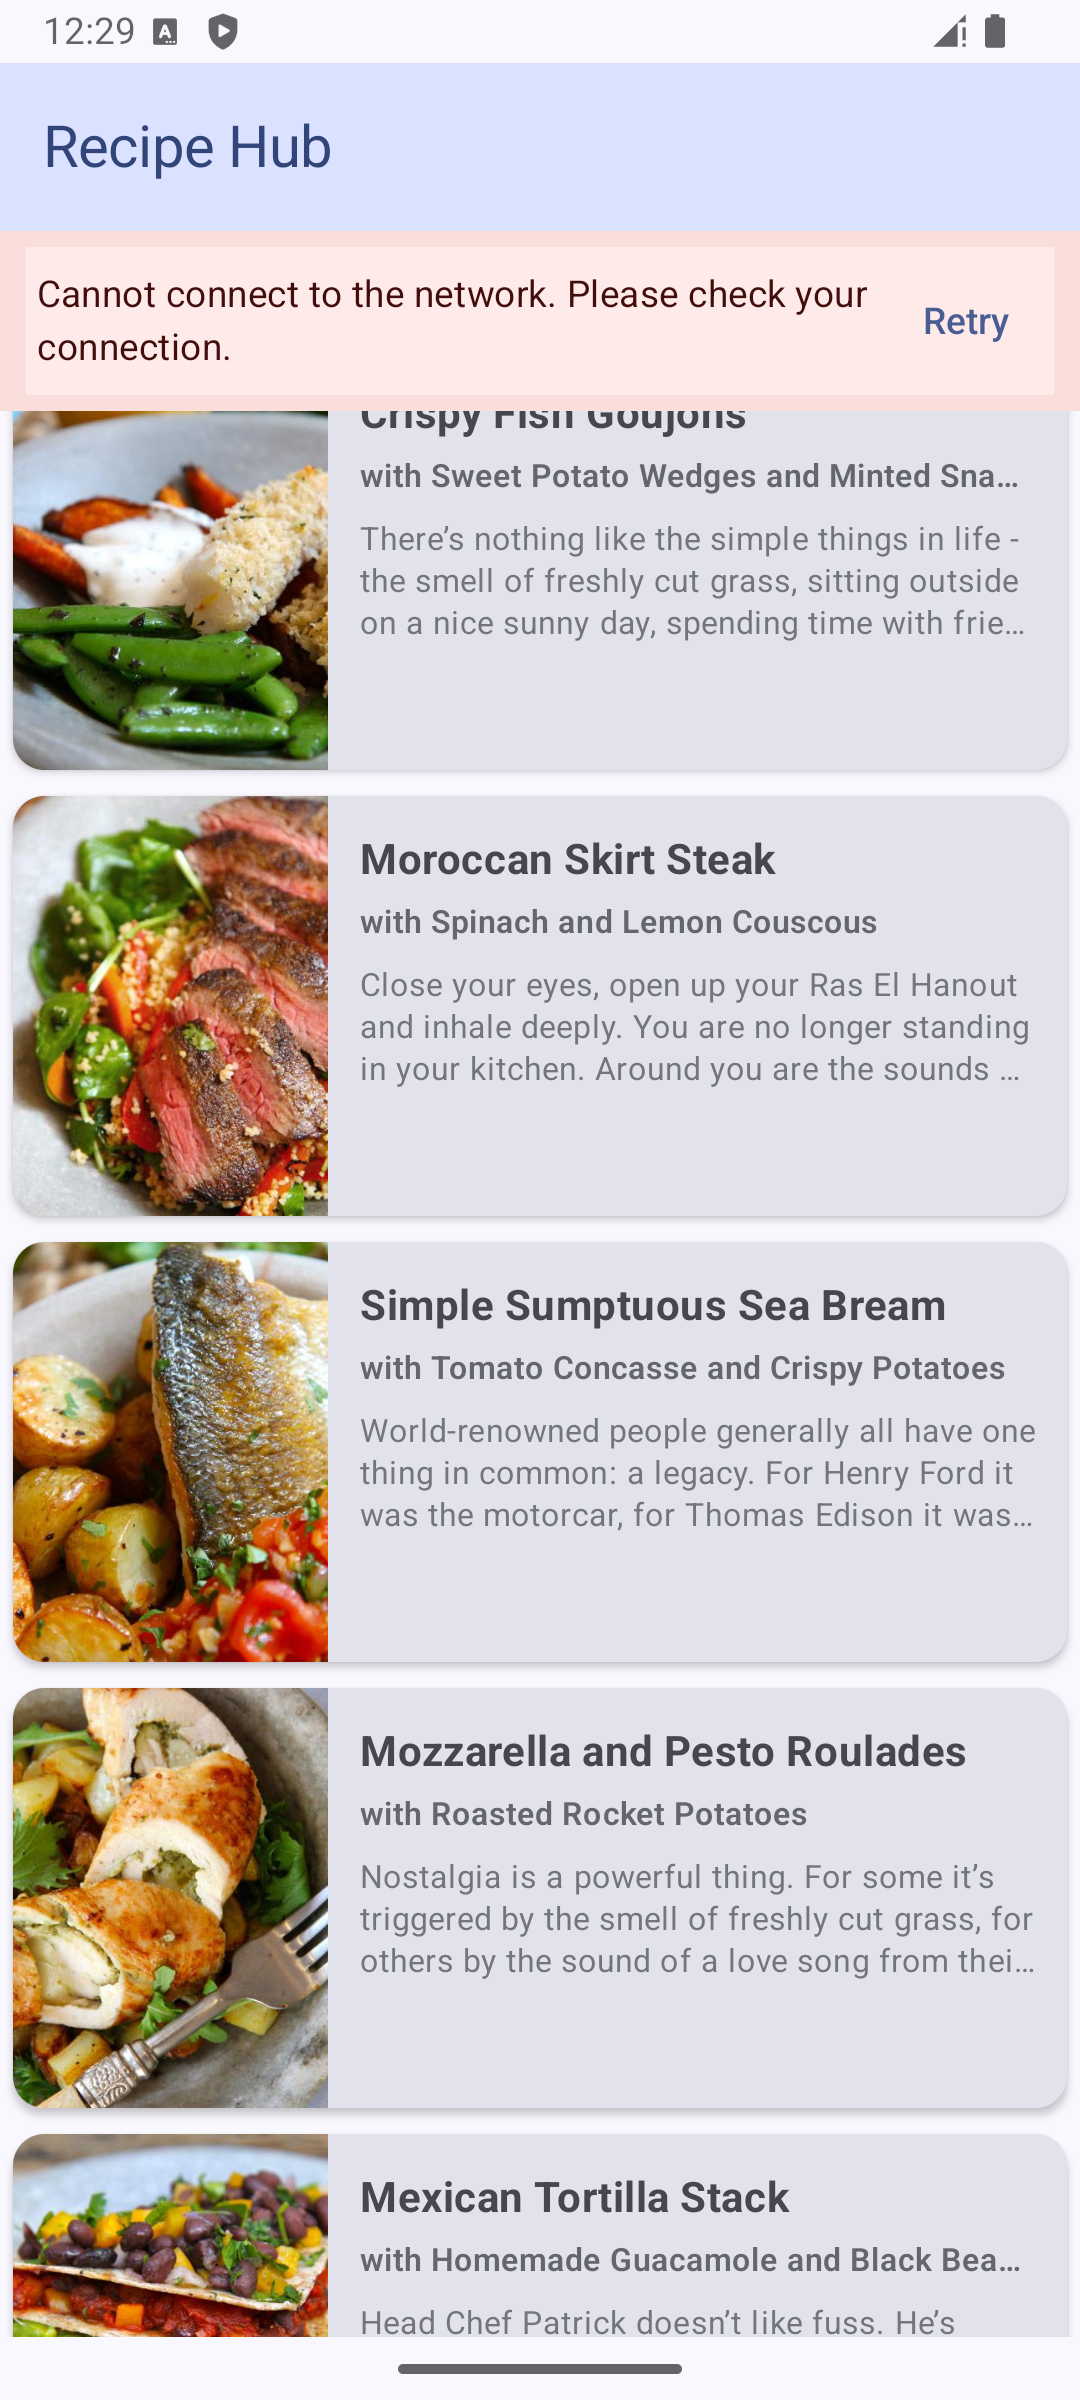 12:29
Recipe Hub
Cannot connect to the network. Please check your
connection.
Retry
Crispy Fish Goujons
with Sweet Potato Wedges and Minted Sna…
There’s nothing like the simple things in life -
the smell of freshly cut grass, sitting outside
on a nice sunny day, spending time with frie…
Moroccan Skirt Steak
with Spinach and Lemon Couscous
Close your eyes, open up your Ras El Hanout
and inhale deeply. You are no longer standing
in your kitchen. Around you are the sounds …
Simple Sumptuous Sea Bream
with Tomato Concasse and Crispy Potatoes
World-renowned people generally all have one
thing in common: a legacy. For Henry Ford it
was the motorcar, for Thomas Edison it was…
Mozzarella and Pesto Roulades
with Roasted Rocket Potatoes
Nostalgia is a powerful thing. For some it’s
triggered by the smell of freshly cut grass, for
others by the sound of a love song from thei…
Mexican Tortilla Stack
with Homemade Guacamole and Black Bea…
Head Chef Patrick doesn’t like fuss. He’s